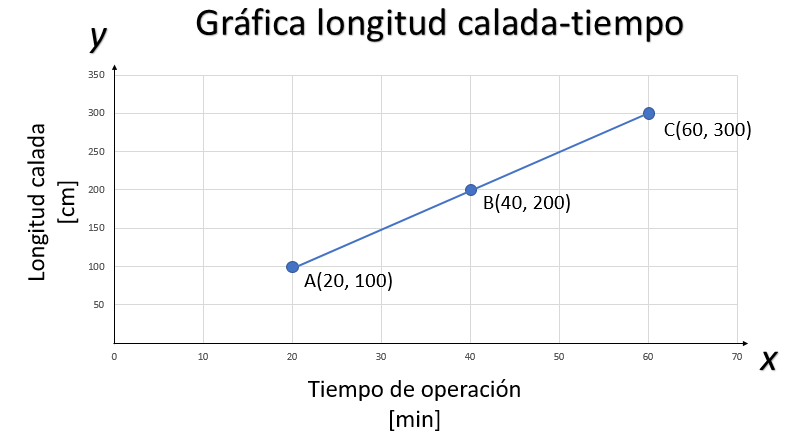 Gráfica longitud calada-tiempo
y
350
300
250
200
150
100
50
Longitud calada
[cm]
C(60, 300)
B(40, 200)
A(20, 100)
0
10
20
30
40
50
60
70
x
Tiempo de operación
[min]